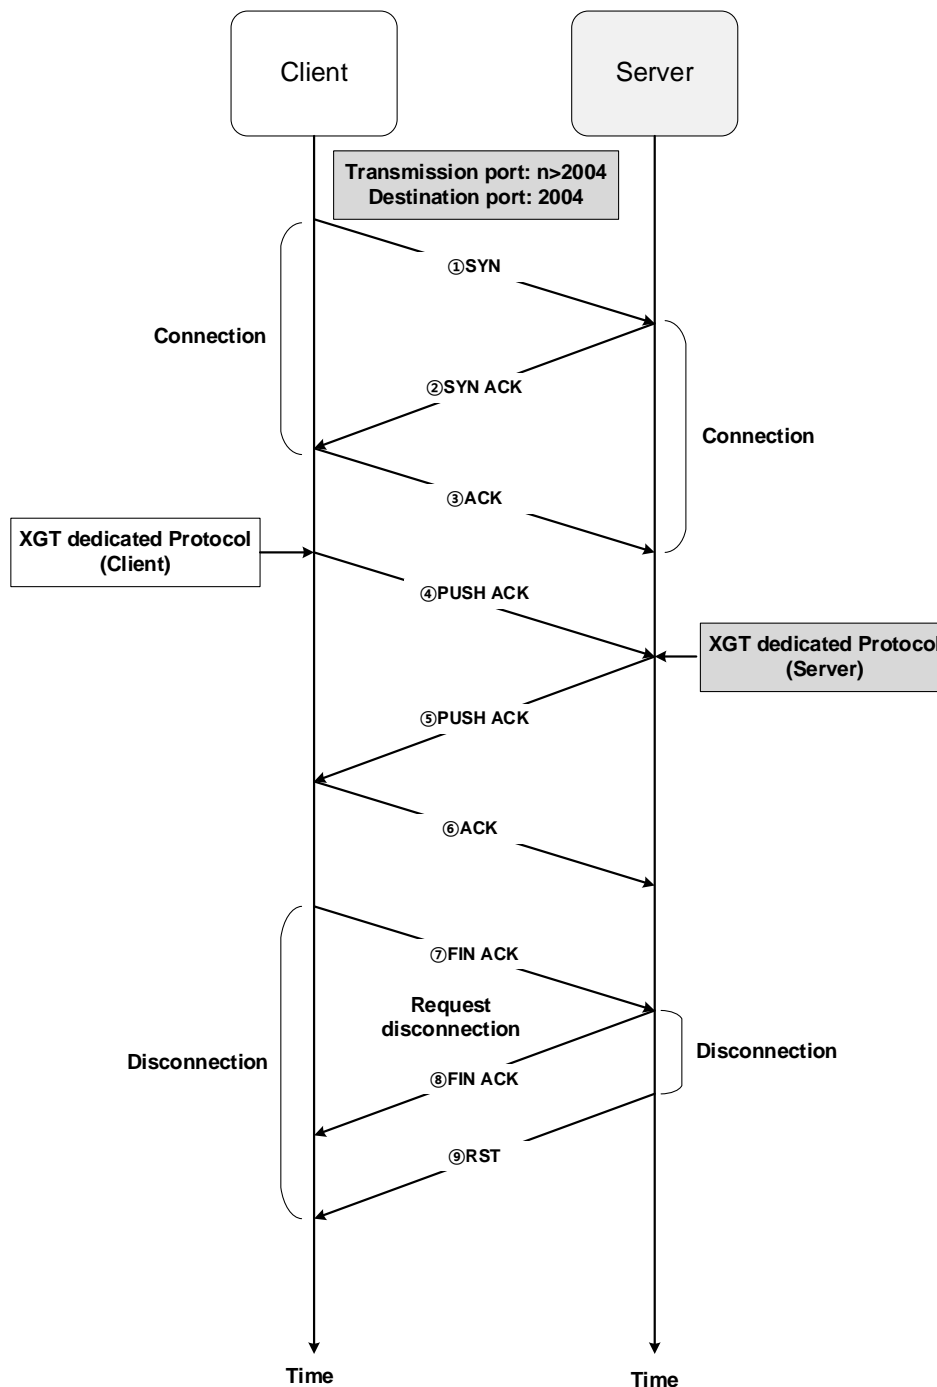 Client
Server
Transmission port: n>2004
Destination port: 2004
①SYN
Connection
②SYN ACK
Connection
③ACK
XGT dedicated Protocol
(Client)
④PUSH ACK
XGT dedicated Protocol
(Server)
⑤PUSH ACK
⑥ACK
⑦FIN ACK
Request
disconnection
Disconnection
Disconnection
⑧FIN ACK
⑨RST
Time
Time